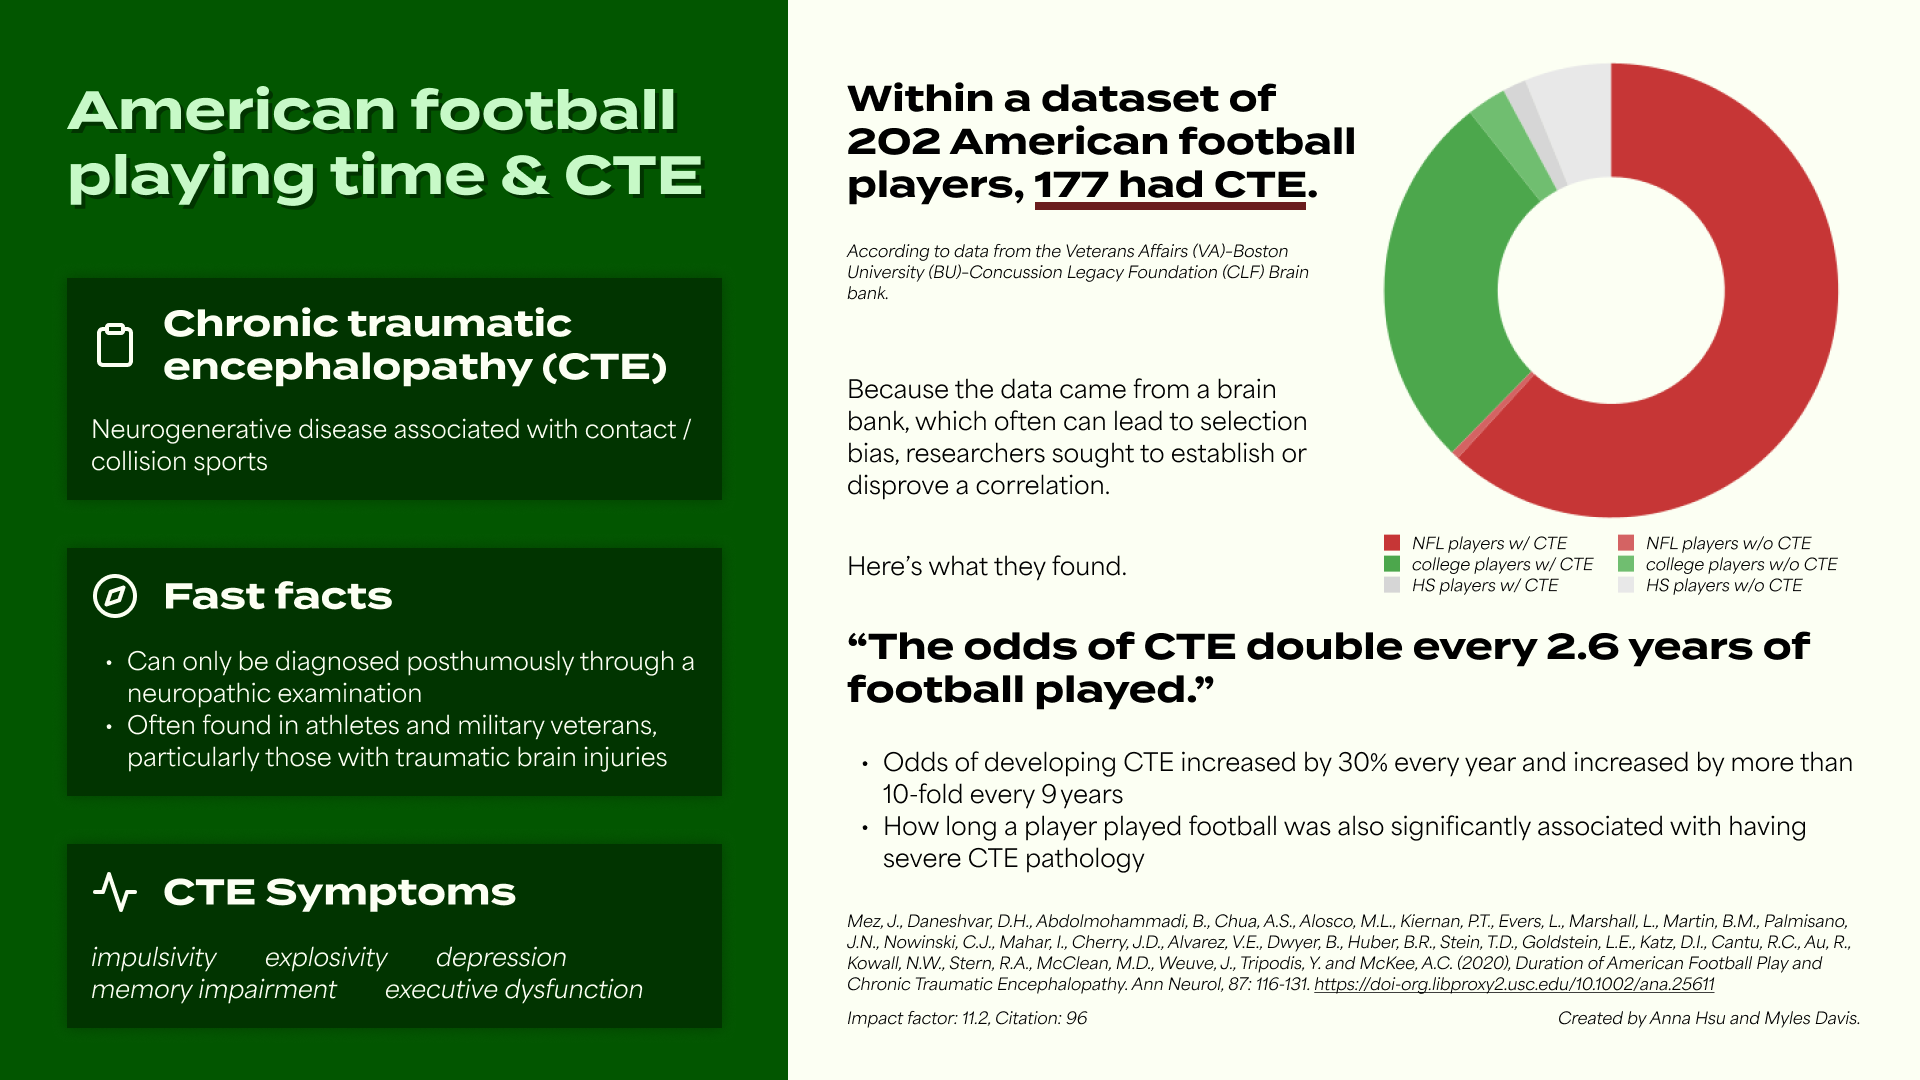 American football
playing time & CTE
Chronic traumatic
encephalopathy (CTE)
Neurogenerative disease associated with contact /
collision sports
Fast facts
• Can only be diagnosed posthumously through a
neuropathic examination
• Often found in athletes and military veterans,
particularly those with traumatic brain injuries
CTE Symptoms
impulsivity explosivity depression
memory impairment executive dysfunction
Within a dataset of
202 American football
players, 177 had CTE.
According to data from the Veterans Affairs (VA)–Boston
University (BU)–Concussion Legacy Foundation (CLF) Brain
bank.
Because the data came from a brain
bank, which often can lead to selection
bias, researchers sought to establish or
disprove a correlation.
Here’s what they found.
NFL players w/ CTE NFL players w/o CTE
college players w/ CTE college players w/o CTE
HS players w/ CTE HS players w/o CTE
“The odds of CTE double every 2.6 years of
football played.”
• Odds of developing CTE increased by 30% every year and increased by more than
10-fold every 9 years
• How long a player played football was also significantly associated with having
severe CTE pathology
Mez, J., Daneshvar, D.H., Abdolmohammadi, B., Chua, A.S., Alosco, M.L., Kiernan, P.T., Evers, L., Marshall, L., Martin, B.M., Palmisano,
J.N., Nowinski, C.J., Mahar, I., Cherry, J.D., Alvarez, V.E., Dwyer, B., Huber, B.R., Stein, T.D., Goldstein, L.E., Katz, D.I., Cantu, R.C., Au, R.,
Kowall, N.W., Stern, R.A., McClean, M.D., Weuve, J., Tripodis, Y. and McKee, A.C. (2020), Duration of American Football Play and
Chronic Traumatic Encephalopathy. Ann Neurol, 87: 116-131. https://doi-org.libproxy2.usc.edu/10.1002/ana.25611
Impact factor: 11.2, Citation: 96
Created by Anna Hsu and Myles Davis.